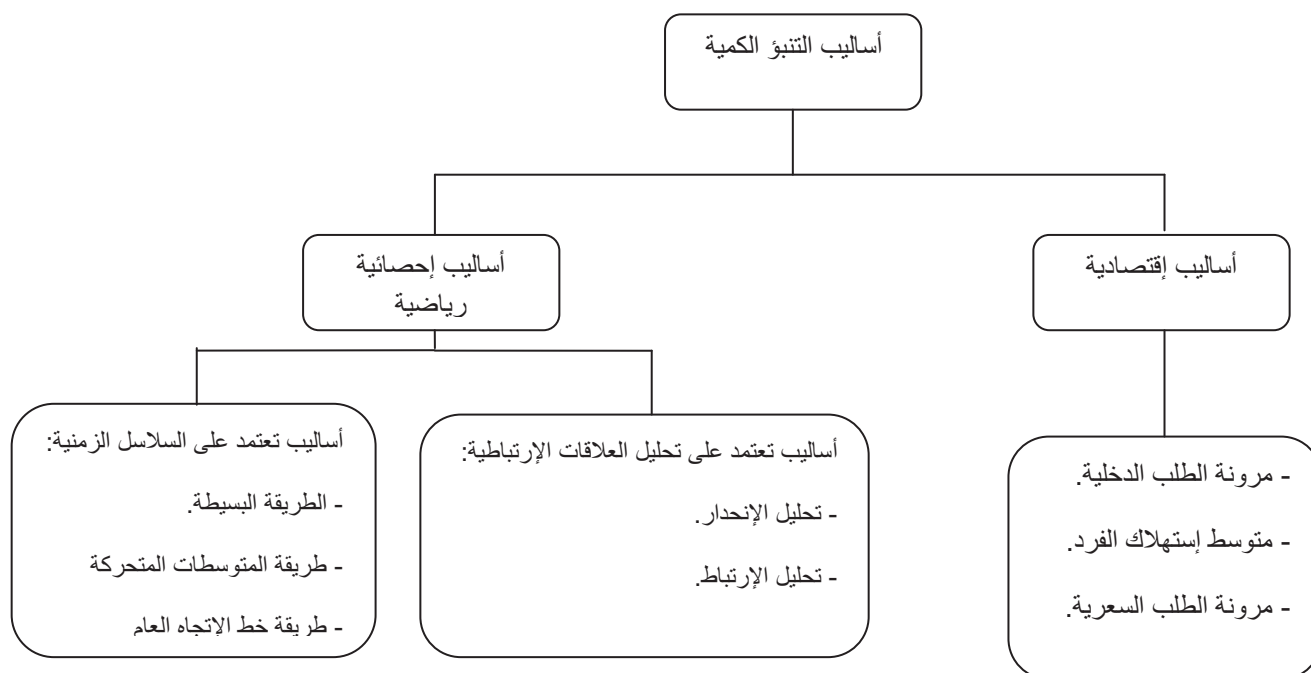 أساليب التنبؤ الكمية
أساليب إقتصادية
أساليب إحصائية
رياضية
- مرونة الطلب الدخلية.
- متوسط إستهلاك الفرد.
- مرونة الطلب السعرية.
أساليب تعتمد على تحليل العلاقات الإرتباطية:
- تحليل الإنحدار.
- تحليل الإرتباط.
أساليب تعتمد على السلاسل الزمنية:
- الطريقة البسيطة.
- طريقة المتوسطات المتحركة
- طريقة خط الإتجاه العام